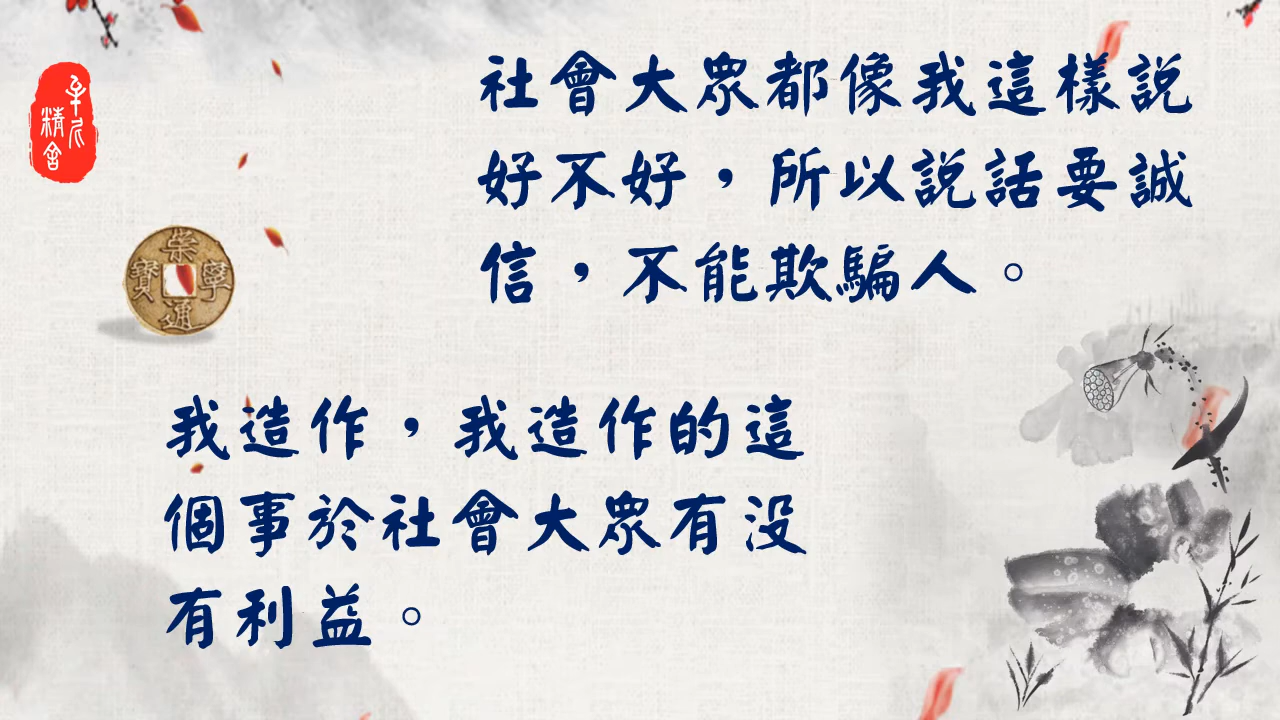 社會大眾都像我這樣說
好不好，所以說話要誠
信，不能欺騙人。
我造作，我造作的這
個事於社會大眾有沒
有利益。
精舍